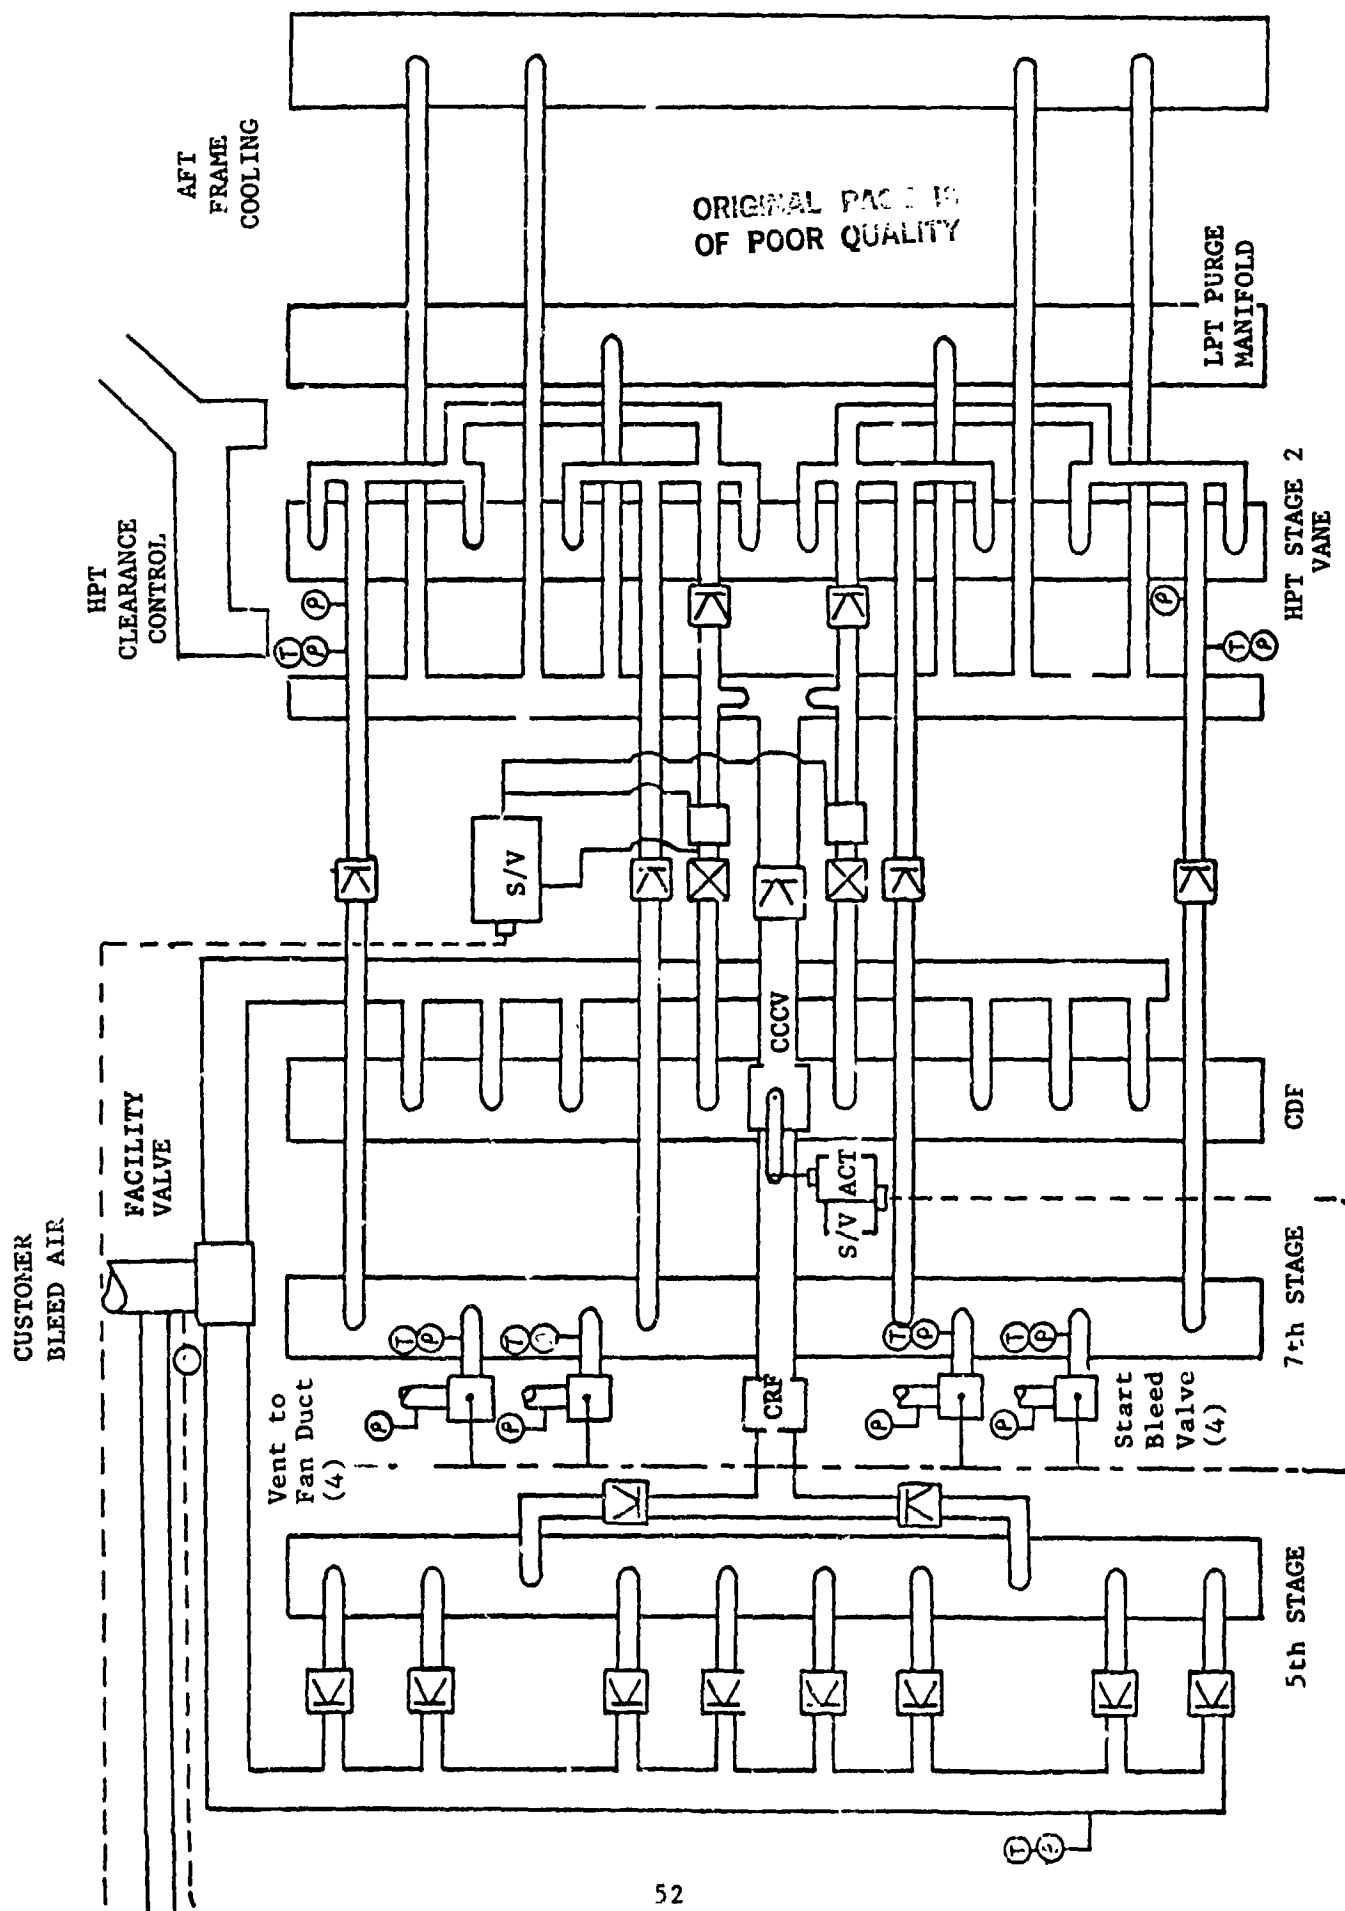 CUSTOMER
BLEED AIR
FACILITY
VALVE
HPT
CLEARANCE
CONTROL
AFT
FRAME
COOLING
ORIGINAL
OF POOR QUALITY
LPT PURGE
MANIFOLD
HPT STAGE 2
VANE
T
P
P
P
T
P
S/V
CCCV
CDF
ACT
S/V
7th STAGE
T
P
T
T
P
T
P
P
P
P
P
Vent to
Fan Duct
(4)
CRF
Start
Bleed
Valve
(4)
5th STAGE
T
52